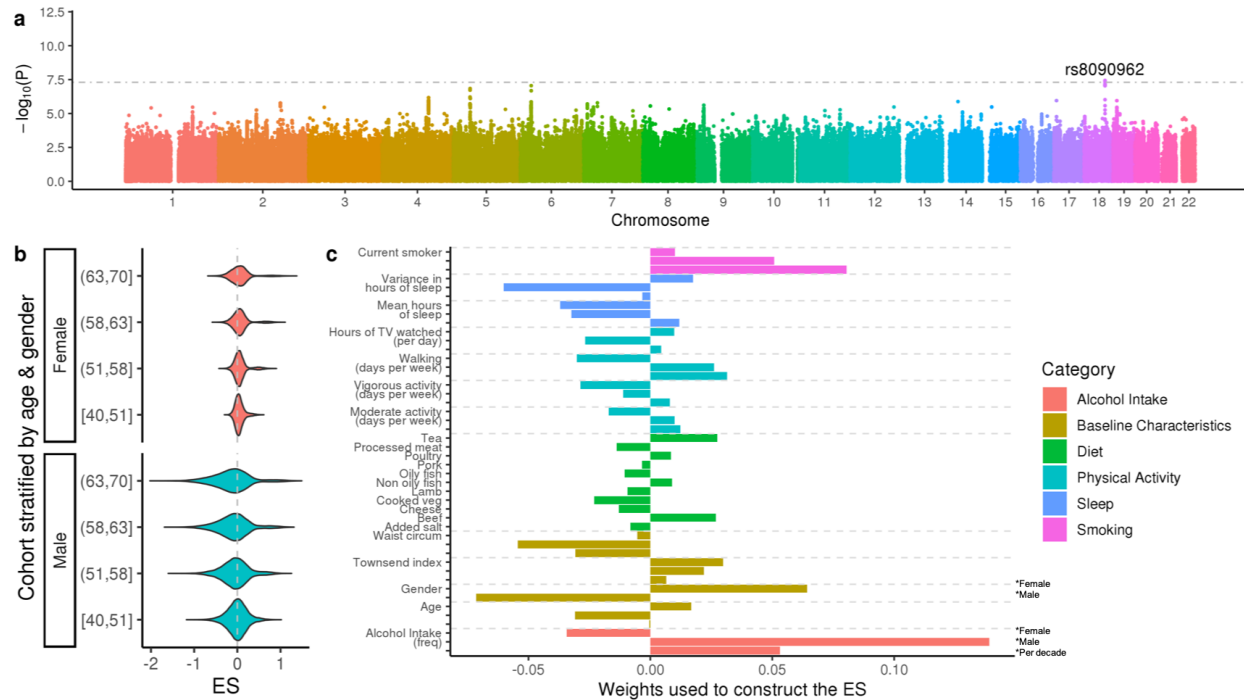 a
12.5
10.0
7.5
5.0
2.5
0.0
− log₁₀(P)
rs8090962
1 2 3 4 5 6 7 8 9 10 11 12 13 14 15 16 17 18 19 20 21 22
Chromosome
b
Cohort stratified by age & gender
Female
(63,70]
(58,63]
(51,58]
[40,51]
Male
(63,70]
(58,63]
(51,58]
[40,51]
-2 -1 0 1
ES
c
Current smoker
Variance in
hours of sleep
Mean hours
of sleep
Hours of TV watched
(per day)
Walking
(days per week)
Vigorous activity
(days per week)
Moderate activity
(days per week)
Tea
Processed meat
Poultry
Pork
Oily fish
Non oily fish
Lamb
Cooked veg
Cheese
Beef
Added salt
Waist circum
Townsend index
Gender
Age
Alcohol Intake
(freq)
*Female
*Male
*Female
*Male
*Per decade
-0.05 0.00 0.05 0.10
Weights used to construct the ES
Category
Alcohol Intake
Baseline Characteristics
Diet
Physical Activity
Sleep
Smoking